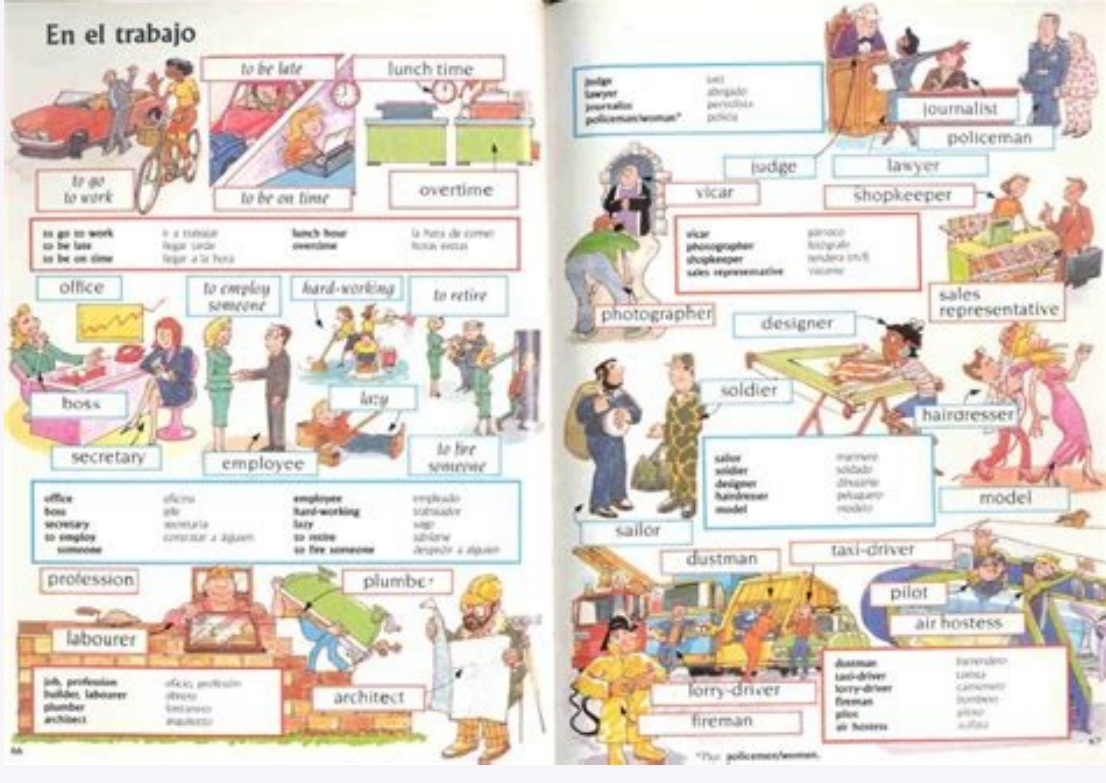 En el trabajo
to be late
lunch time
to go
to work
to be on time
overtime
to go to work ir a trabajar lunch hour la hora de comer
to be late llegar tarde overtime horas extras
to be on time llegar a la hora
office
to employ
someone
hard-working
to retire
boss
lazy
secretary
employee
to fire
someone
office oficina employee empleado
boss jefe hard-working trabajador
secretary secretaria lazy vago
to employ contratar a alguien to retire jubilarse
someone to fire someone despedir a alguien
profession
plumber
labourer
architect
job, profession oficio, profesión
builder, labourer obrero
plumber fontanero
architect arquitecto
66
judge juez
lawyer abogado
journalist periodista
policeman/woman* policía
journalist
policeman
judge
lawyer
vicar
shopkeeper
vicar párroco
photographer fotógrafo
shopkeeper tendero (m/f)
sales representative viajante
photographer
sales
representative
designer
soldier
hairdresser
sailor marinero
soldier soldado
designer dibujante
hairdresser peluquero
model modelo
model
sailor
dustman
taxi-driver
pilot
air hostess
lorry-driver
fireman
dustman barrendero
taxi-driver taxista
lorry-driver camionero
fireman bombero
pilot piloto
air hostess azafata
*Plur. policemen/women.
67